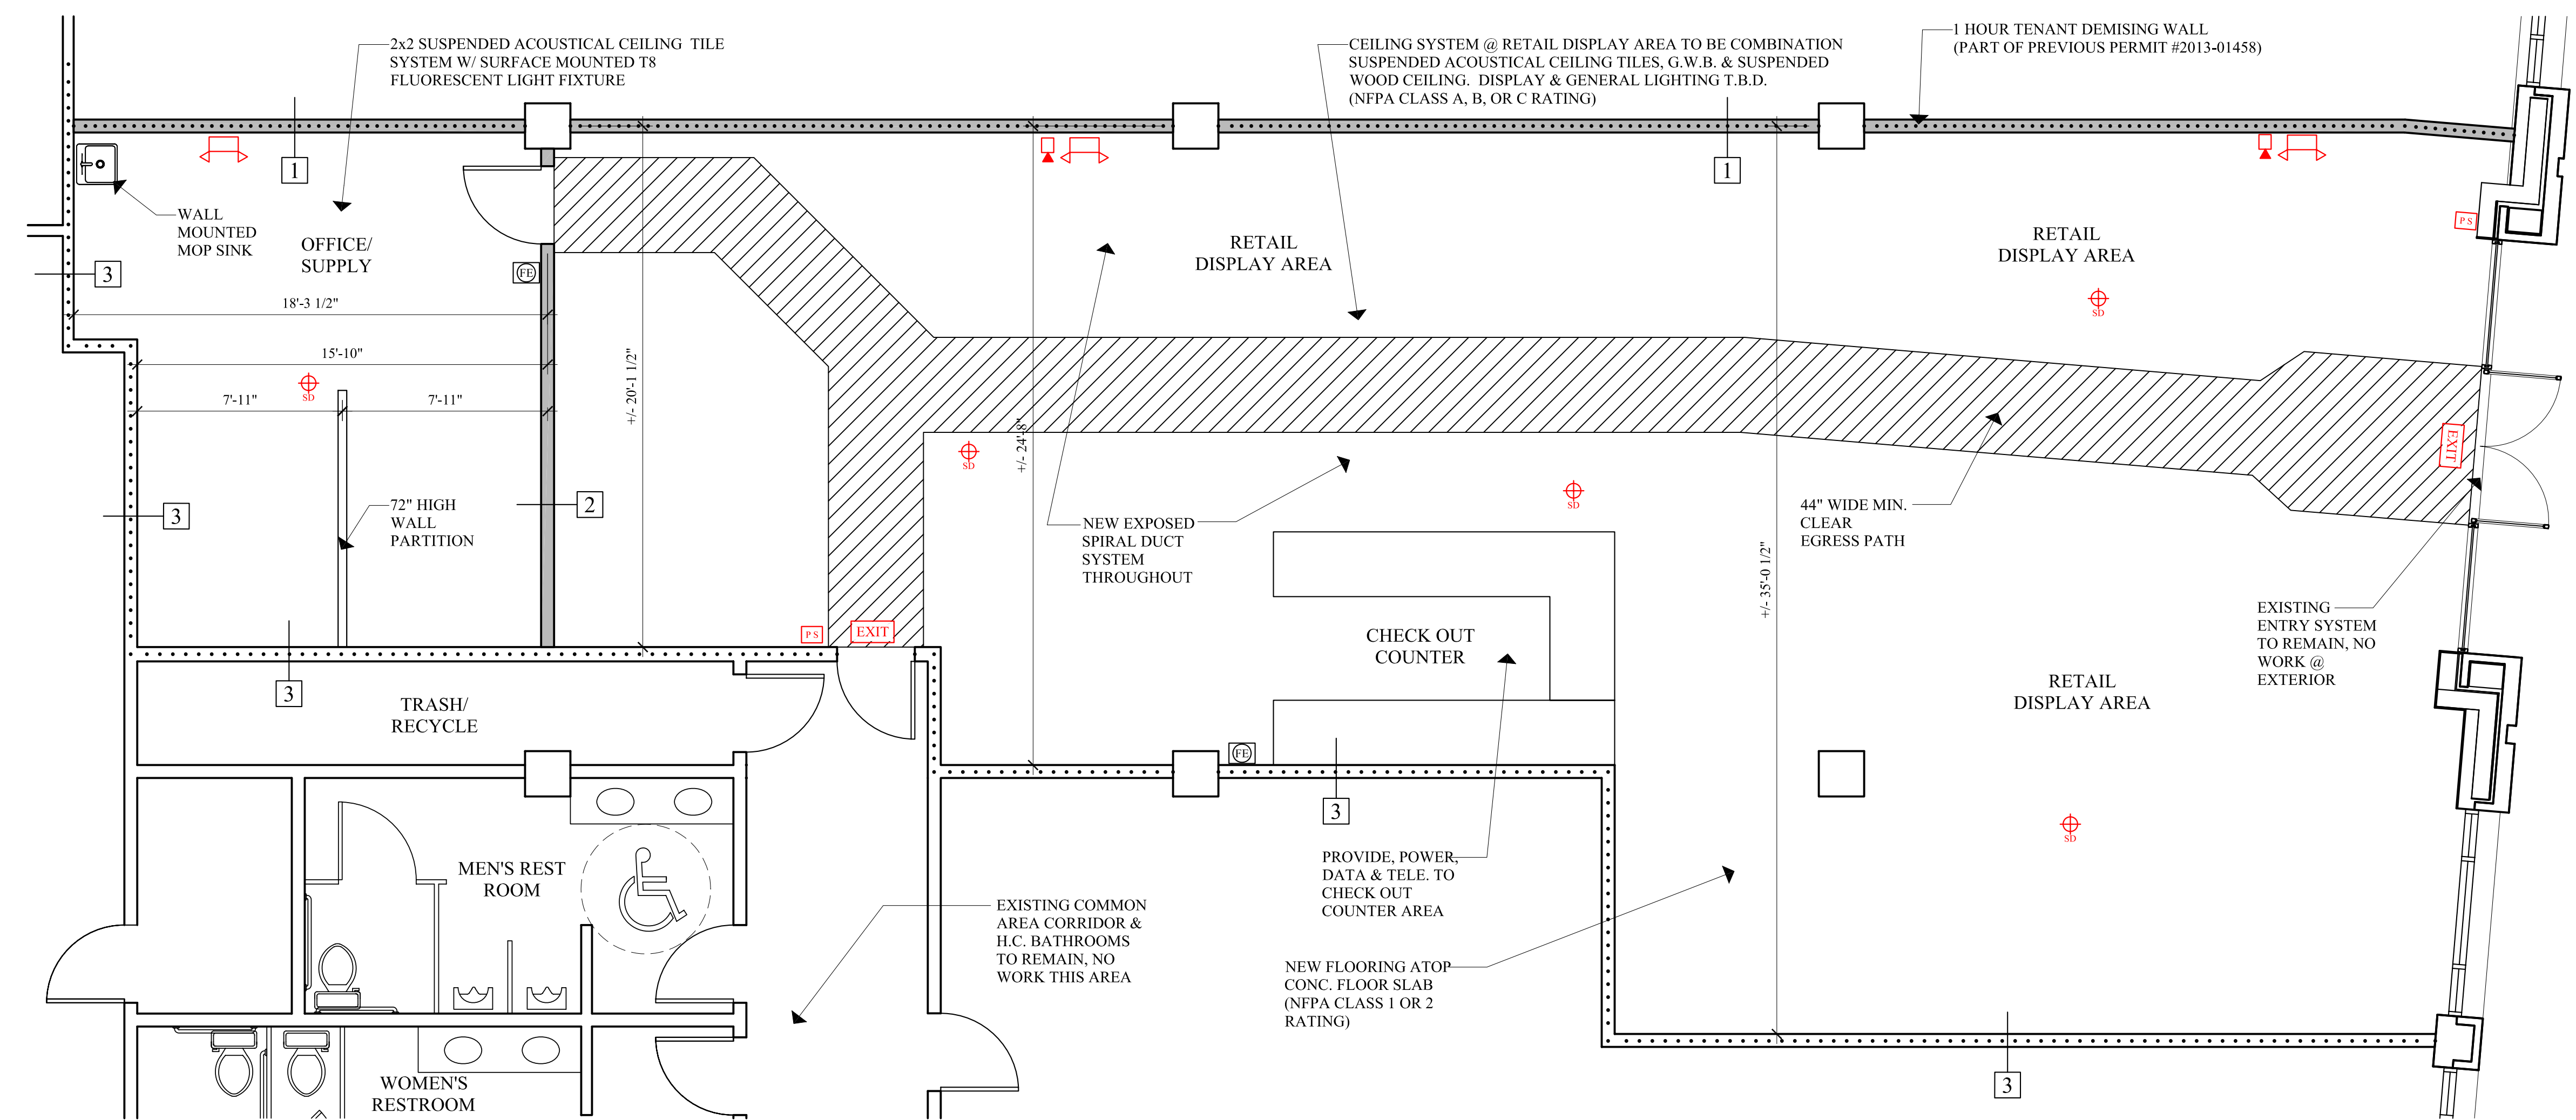 2x2 SUSPENDED ACOUSTICAL CEILING TILE
SYSTEM W/ SURFACE MOUNTED T8
FLUORESCENT LIGHT FIXTURE
CEILING SYSTEM @ RETAIL DISPLAY AREA TO BE COMBINATION
SUSPENDED ACOUSTICAL CEILING TILES, G.W.B. & SUSPENDED
WOOD CEILING. DISPLAY & GENERAL LIGHTING T.B.D.
(NFPA CLASS A, B, OR C RATING)
1 HOUR TENANT DEMISING WALL
(PART OF PREVIOUS PERMIT #2013-01458)
1
1
WALL
MOUNTED
MOP SINK
OFFICE/
SUPPLY
RETAIL
DISPLAY AREA
RETAIL
DISPLAY AREA
P S
3
FE
18'-3 1/2"
SD
15'-10"
SD
7'-11"
7'-11"
+/- 20'-1 1/2"
+/- 24'-8"
SD
EXIT
SD
3
2
72" HIGH
WALL
PARTITION
NEW EXPOSED
SPIRAL DUCT
SYSTEM
THROUGHOUT
44" WIDE MIN.
CLEAR
EGRESS PATH
+/- 35'-0 1/2"
P S
EXIT
CHECK OUT
COUNTER
EXISTING
ENTRY SYSTEM
TO REMAIN, NO
WORK @
EXTERIOR
3
TRASH/
RECYCLE
RETAIL
DISPLAY AREA
FE
3
SD
MEN'S REST
ROOM
PROVIDE, POWER,
DATA & TELE. TO
CHECK OUT
COUNTER AREA
EXISTING COMMON
AREA CORRIDOR &
H.C. BATHROOMS
TO REMAIN, NO
WORK THIS AREA
NEW FLOORING ATOP
CONC. FLOOR SLAB
(NFPA CLASS 1 OR 2
RATING)
WOMEN'S
RESTROOM
3